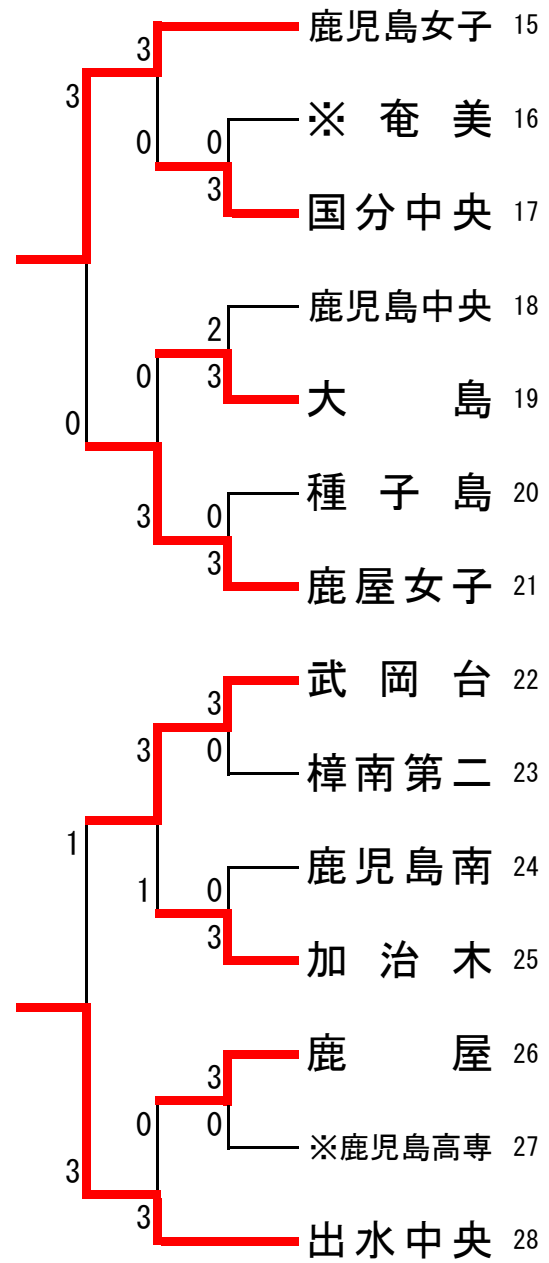 鹿児島女子 15
3
3
※ 奄 美 16
0 0
3
国分中央 17
鹿児島中央 18
2
0 3
大 島 19
0
種 子 島 20
3 0
3
鹿屋女子 21
武 岡 台 22
3
3 0
樟南第二 23
1
鹿児島南 24
1 0
3
加 治 木 25
鹿 屋 26
3
0 0
※鹿児島高専 27
3
3
出水中央 28